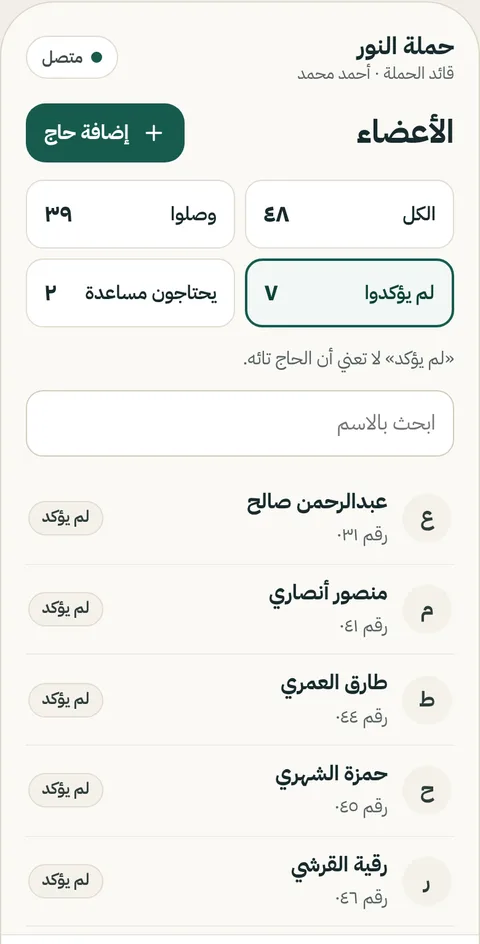 حملة النور
قائد الحملة · أحمد محمد
متصل
الأعضاء
+ إضافة حاج
الكل ٤٨
وصلوا ٣٩
لم يؤكدوا ٧
يحتاجون مساعدة ٢
«لم يؤكد» لا تعني أن الحاج تائه.
ابحث بالاسم
ع
عبدالرحمن صالح
رقم ٠٣١
لم يؤكد
م
منصور أنصاري
رقم ٠٤١
لم يؤكد
ط
طارق العمري
رقم ٠٤٤
لم يؤكد
ح
حمزة الشهري
رقم ٠٤٥
لم يؤكد
ر
رقية القرشي
رقم ٠٤٦
لم يؤكد